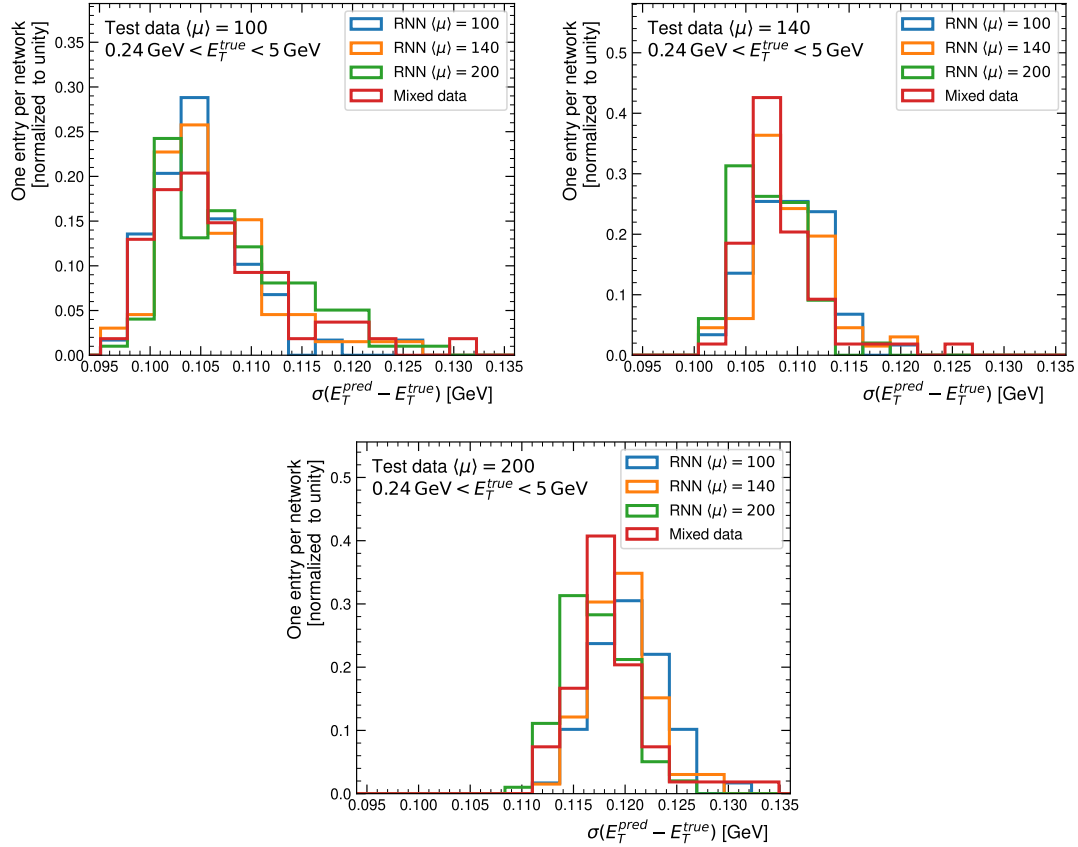 Test data ⟨μ⟩ = 100
0.24 GeV < E_T^true < 5 GeV
RNN ⟨μ⟩ = 100
RNN ⟨μ⟩ = 140
RNN ⟨μ⟩ = 200
Mixed data
One entry per network
[normalized to unity]
0.00
0.05
0.10
0.15
0.20
0.25
0.30
0.35
0.095 0.100 0.105 0.110 0.115 0.120 0.125 0.130 0.135
σ(E_T^pred − E_T^true) [GeV]
Test data ⟨μ⟩ = 140
0.24 GeV < E_T^true < 5 GeV
RNN ⟨μ⟩ = 100
RNN ⟨μ⟩ = 140
RNN ⟨μ⟩ = 200
Mixed data
One entry per network
[normalized to unity]
0.0
0.1
0.2
0.3
0.4
0.5
0.095 0.100 0.105 0.110 0.115 0.120 0.125 0.130 0.135
σ(E_T^pred − E_T^true) [GeV]
Test data ⟨μ⟩ = 200
0.24 GeV < E_T^true < 5 GeV
RNN ⟨μ⟩ = 100
RNN ⟨μ⟩ = 140
RNN ⟨μ⟩ = 200
Mixed data
One entry per network
[normalized to unity]
0.0
0.1
0.2
0.3
0.4
0.5
0.095 0.100 0.105 0.110 0.115 0.120 0.125 0.130 0.135
σ(E_T^pred − E_T^true) [GeV]